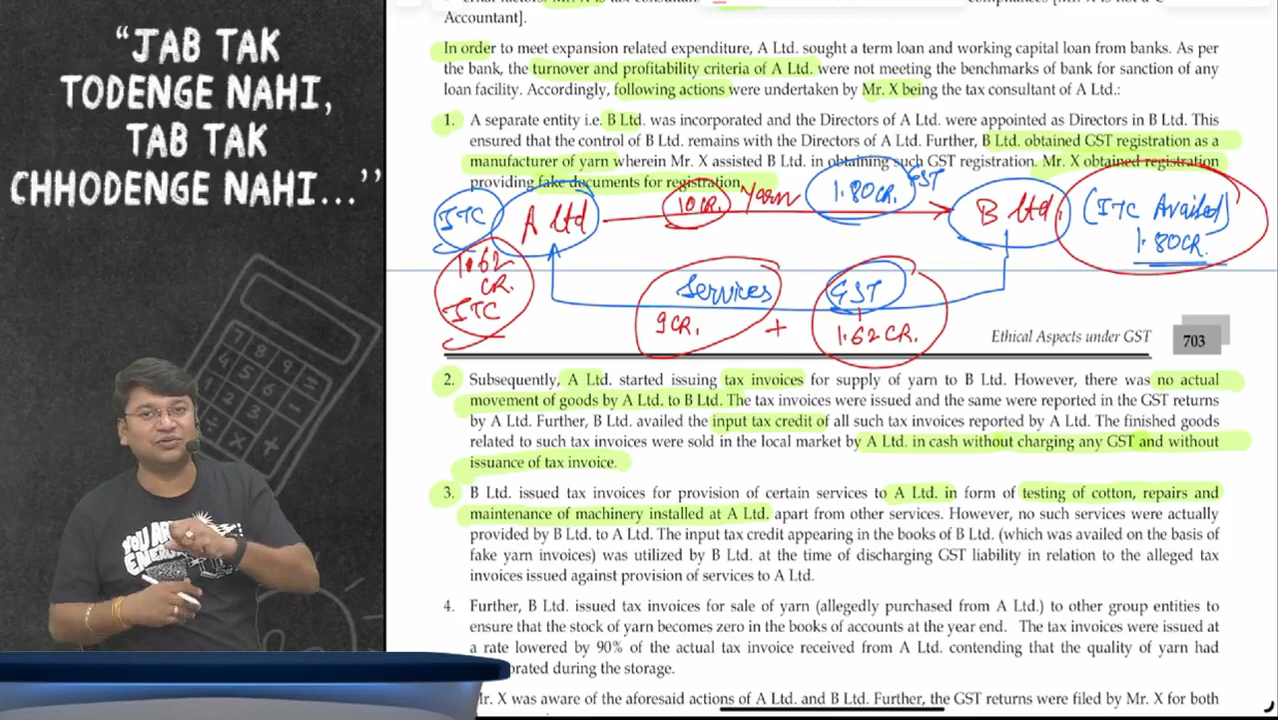 “JAB TAK
TODENGE NAHI,
TAB TAK
CHHODENGE NAHI...’’
Accountant].
In order to meet expansion related expenditure, A Ltd. sought a term loan and working capital loan from banks. As per
the bank, the turnover and profitability criteria of A Ltd. were not meeting the benchmarks of bank for sanction of any
loan facility. Accordingly, following actions were undertaken by Mr. X being the tax consultant of A Ltd.:
1. A separate entity i.e. B Ltd. was incorporated and the Directors of A Ltd. were appointed as Directors in B Ltd. This
ensured that the control of B Ltd. remains with the Directors of A Ltd. Further, B Ltd. obtained GST registration as a
manufacturer of yarn wherein Mr. X assisted B Ltd. in obtaining such GST registration. Mr. X obtained registration
providing fake documents for registration.
ITC A Ltd 10 CR. Yarn 1.80CR. GST B Ltd. (ITC Availed)
1.80CR.
1.62 CR. ITC
Services GST
9 CR. + 1.62 CR.
Ethical Aspects under GST 703
2. Subsequently, A Ltd. started issuing tax invoices for supply of yarn to B Ltd. However, there was no actual
movement of goods by A Ltd. to B Ltd. The tax invoices were issued and the same were reported in the GST returns
by A Ltd. Further, B Ltd. availed the input tax credit of all such tax invoices reported by A Ltd. The finished goods
related to such tax invoices were sold in the local market by A Ltd. in cash without charging any GST and without
issuance of tax invoice.
3. B Ltd. issued tax invoices for provision of certain services to A Ltd. in form of testing of cotton, repairs and
maintenance of machinery installed at A Ltd. apart from other services. However, no such services were actually
provided by B Ltd. to A Ltd. The input tax credit appearing in the books of B Ltd. (which was availed on the basis of
fake yarn invoices) was utilized by B Ltd. at the time of discharging GST liability in relation to the alleged tax
invoices issued against provision of services to A Ltd.
4. Further, B Ltd. issued tax invoices for sale of yarn (allegedly purchased from A Ltd.) to other group entities to
ensure that the stock of yarn becomes zero in the books of accounts at the year end. The tax invoices were issued at
a rate lowered by 90% of the actual tax invoice received from A Ltd. contending that the quality of yarn had
orated during the storage.
Mr. X was aware of the aforesaid actions of A Ltd. and B Ltd. Further, the GST returns were filed by Mr. X for both
YOU ARE